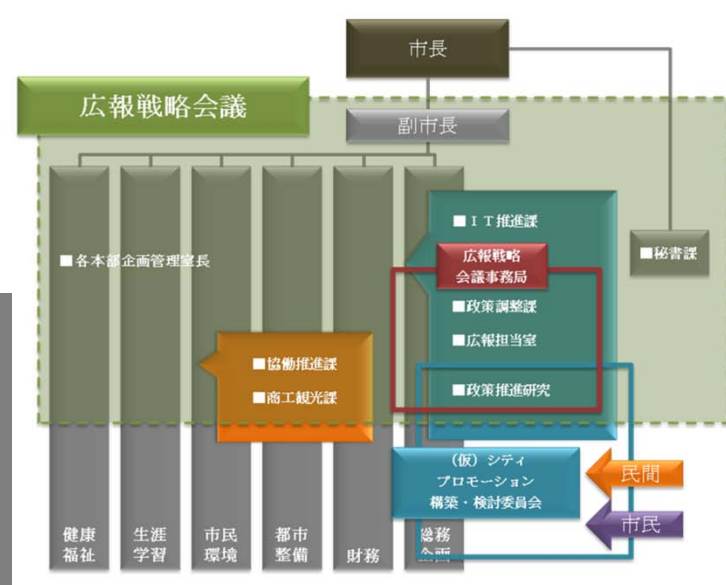 市長
広報戦略会議
副市長
■ＩＴ推進課
広報戦略
会議事務局
■秘書課
■各本部企画管理室長
■政策調整課
■広報担当室
■協働推進課
■商工観光課
■政策推進研究
（仮）シティ
プロモーション
構築・検討委員会
民間
市民
健康
福祉
生涯
学習
市民
環境
都市
整備
財務
総務
企画